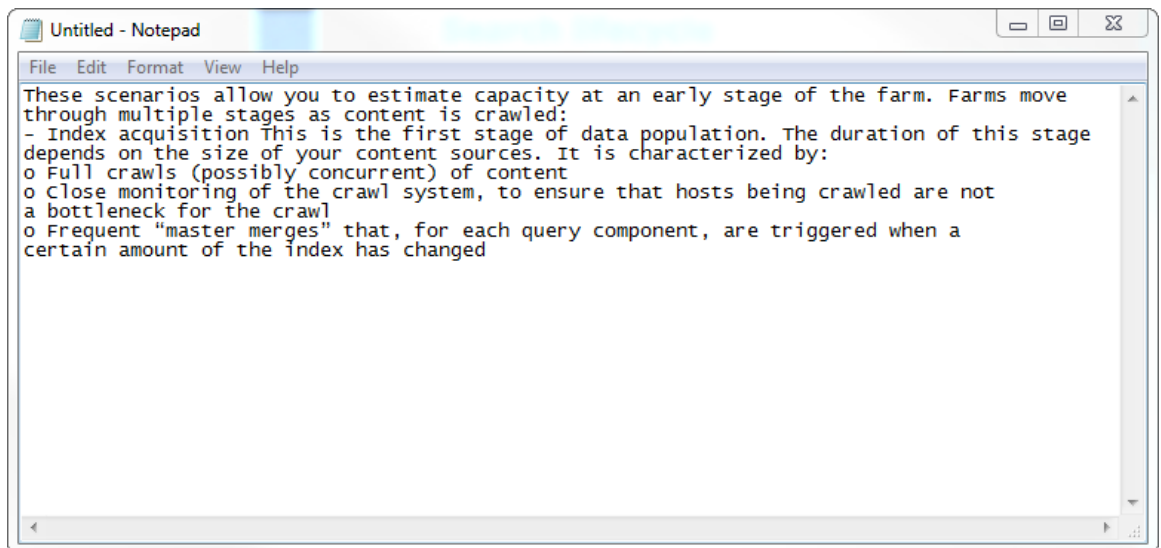 Untitled - Notepad
File Edit Format View Help
These scenarios allow you to estimate capacity at an early stage of the farm. Farms move
through multiple stages as content is crawled:
- Index acquisition This is the first stage of data population. The duration of this stage
depends on the size of your content sources. It is characterized by:
o Full crawls (possibly concurrent) of content
o Close monitoring of the crawl system, to ensure that hosts being crawled are not
a bottleneck for the crawl
o Frequent “master merges” that, for each query component, are triggered when a
certain amount of the index has changed